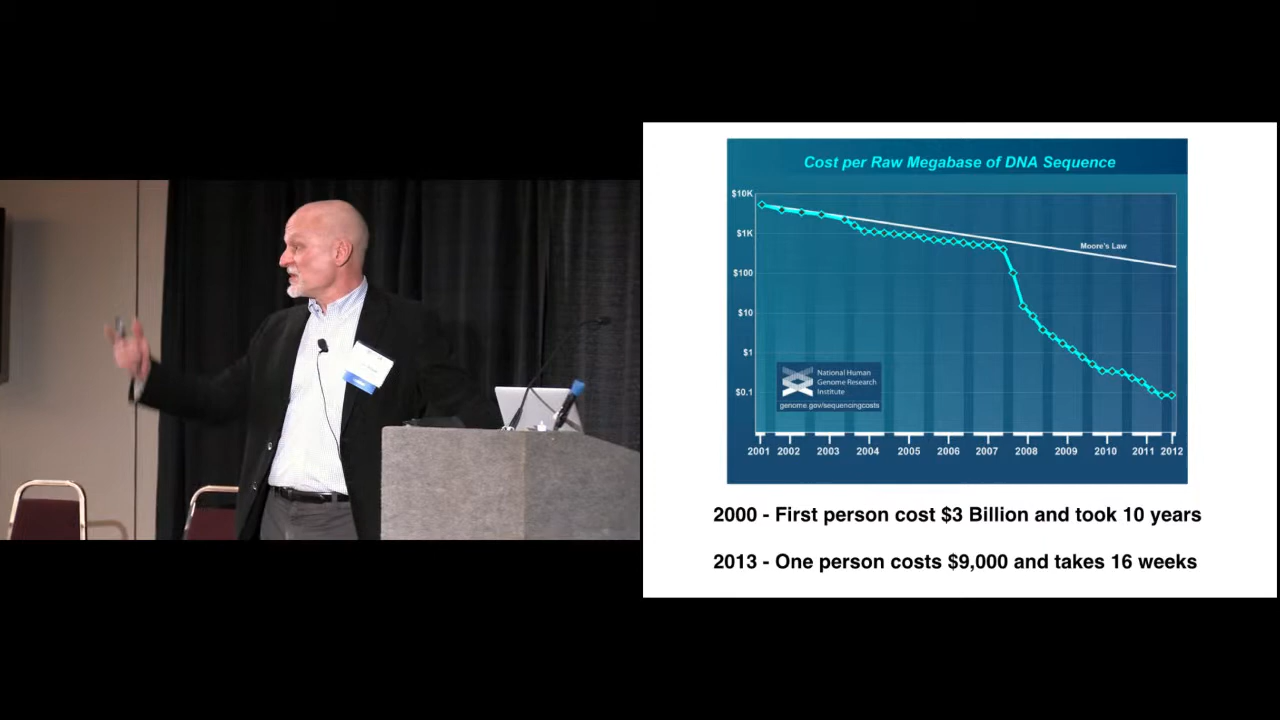 Cost per Raw Megabase of DNA Sequence
$10K
$1K
$100
$10
$1
$0.1
Moore's Law
National Human
Genome Research
Institute
genome.gov/sequencingcosts
2001 2002 2003 2004 2005 2006 2007 2008 2009 2010 2011 2012
2000 - First person cost $3 Billion and took 10 years
2013 - One person costs $9,000 and takes 16 weeks